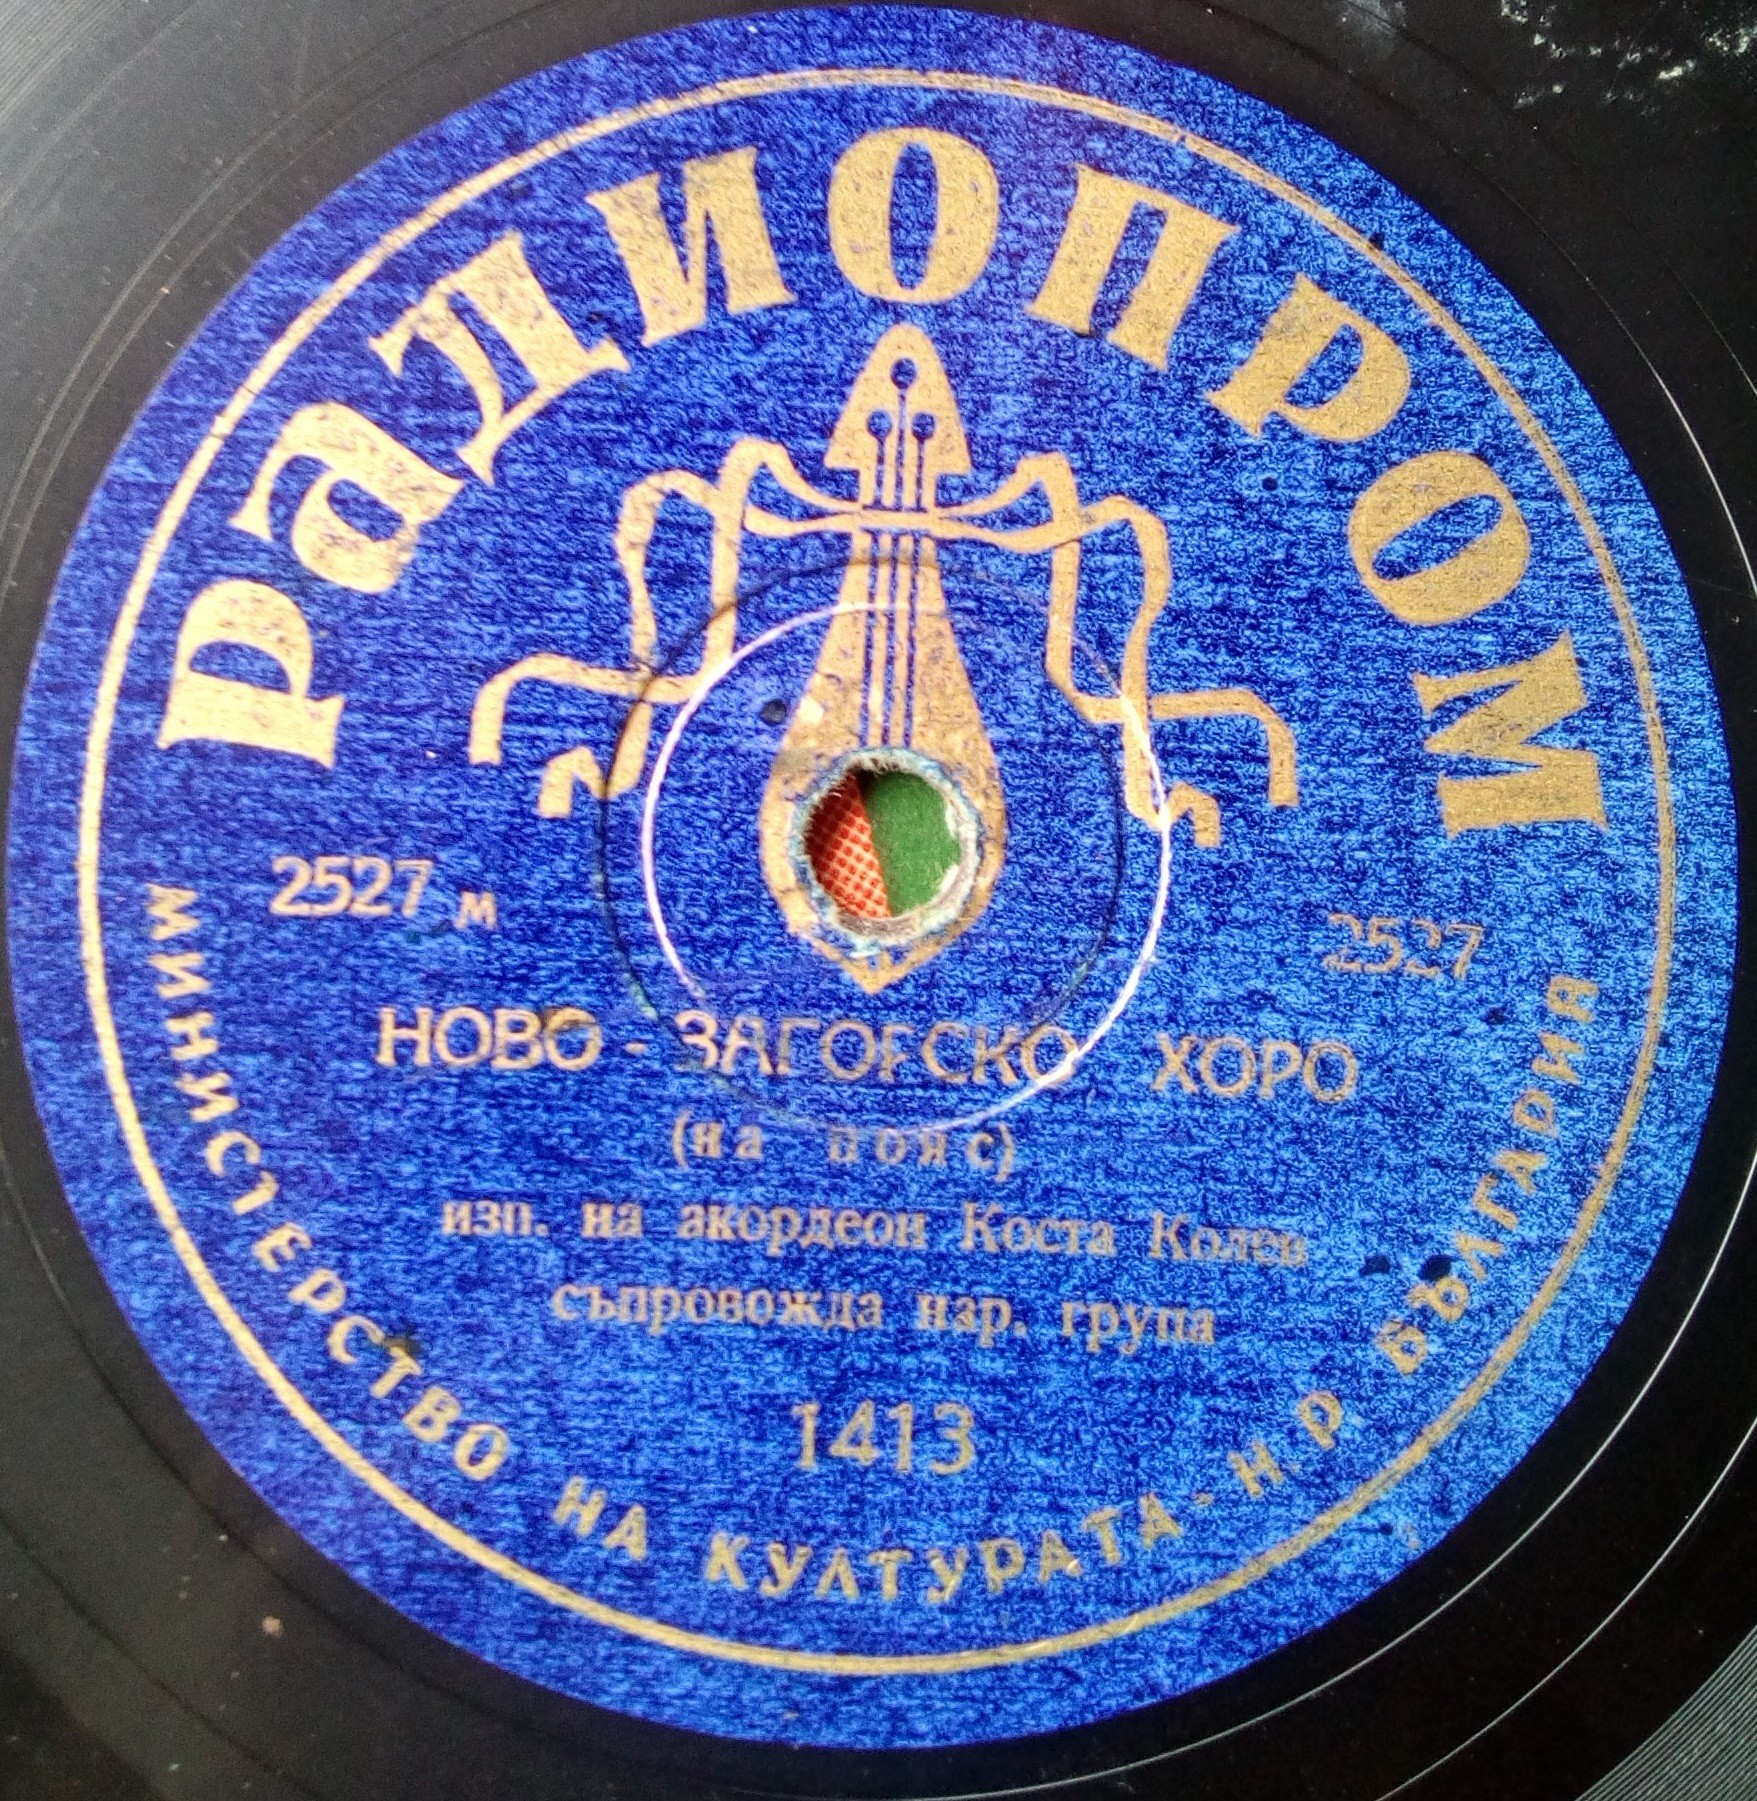 РАДИОПРОМ
2527 м
2527
НОВО - ЗАГОРСКО ХОРО
(на пояс)
изп. на акордеон Коста Колев
съпровожда нар. група
1413
МИНИСТЕРСТВО НА КУЛТУРАТА - Н. Р. БЪЛГАРИЯ